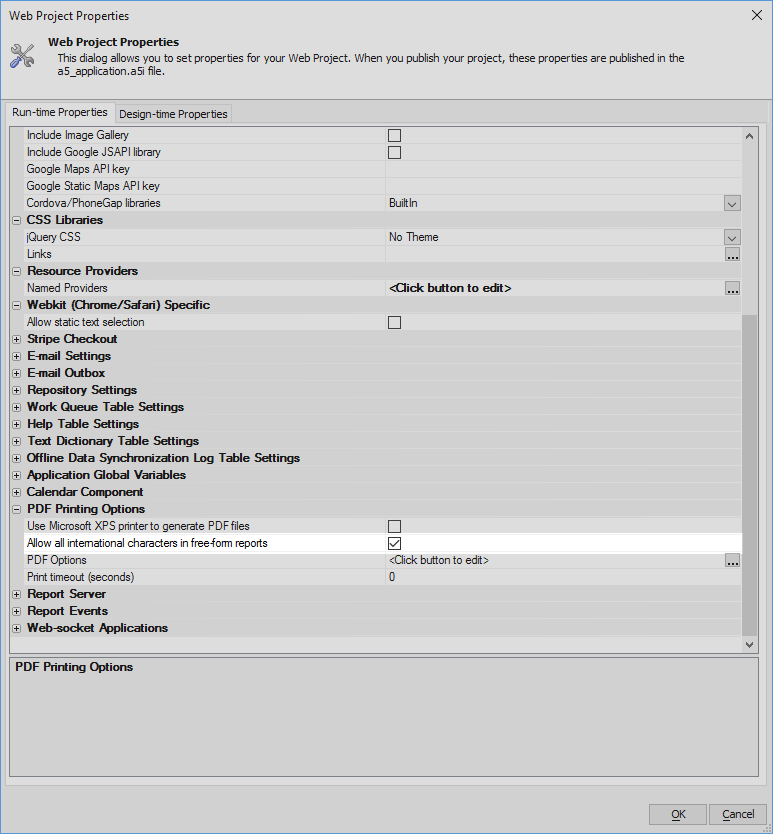 Web Project Properties
Web Project Properties
This dialog allows you to set properties for your Web Project. When you publish your project, these properties are published in the
a5_application.a5i file.
Run-time Properties Design-time Properties
Include Image Gallery
Include Google JSAPI library
Google Maps API key
Google Static Maps API key
Cordova/PhoneGap libraries BuiltIn
CSS Libraries
jQuery CSS No Theme
Links ...
Resource Providers
Named Providers <Click button to edit> ...
Webkit (Chrome/Safari) Specific
Allow static text selection
Stripe Checkout
E-mail Settings
E-mail Outbox
Repository Settings
Work Queue Table Settings
Help Table Settings
Text Dictionary Table Settings
Offline Data Synchronization Log Table Settings
Application Global Variables
Calendar Component
PDF Printing Options
Use Microsoft XPS printer to generate PDF files
Allow all international characters in free-form reports
PDF Options <Click button to edit> ...
Print timeout (seconds) 0
Report Server
Report Events
Web-socket Applications
PDF Printing Options
OK Cancel